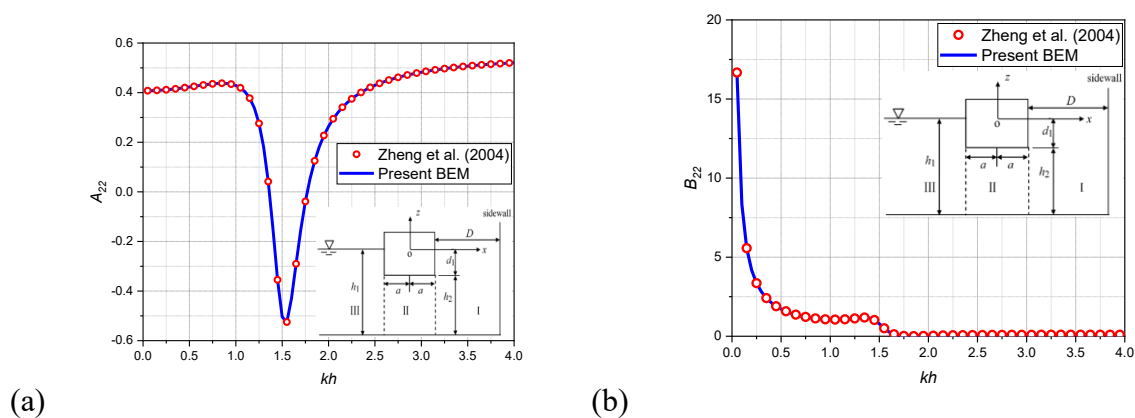 0.6
0.4
0.2
0.0
-0.2
-0.4
-0.6
A22
0.0 0.5 1.0 1.5 2.0 2.5 3.0 3.5 4.0
kh
Zheng et al. (2004)
Present BEM
sidewall
z
D
o
x
d1
h1
a a
h2
III II I
(a)
20
15
10
5
0
B22
0.0 0.5 1.0 1.5 2.0 2.5 3.0 3.5 4.0
kh
Zheng et al. (2004)
Present BEM
sidewall
z
D
o
x
d1
h1
a a
h2
III II I
(b)